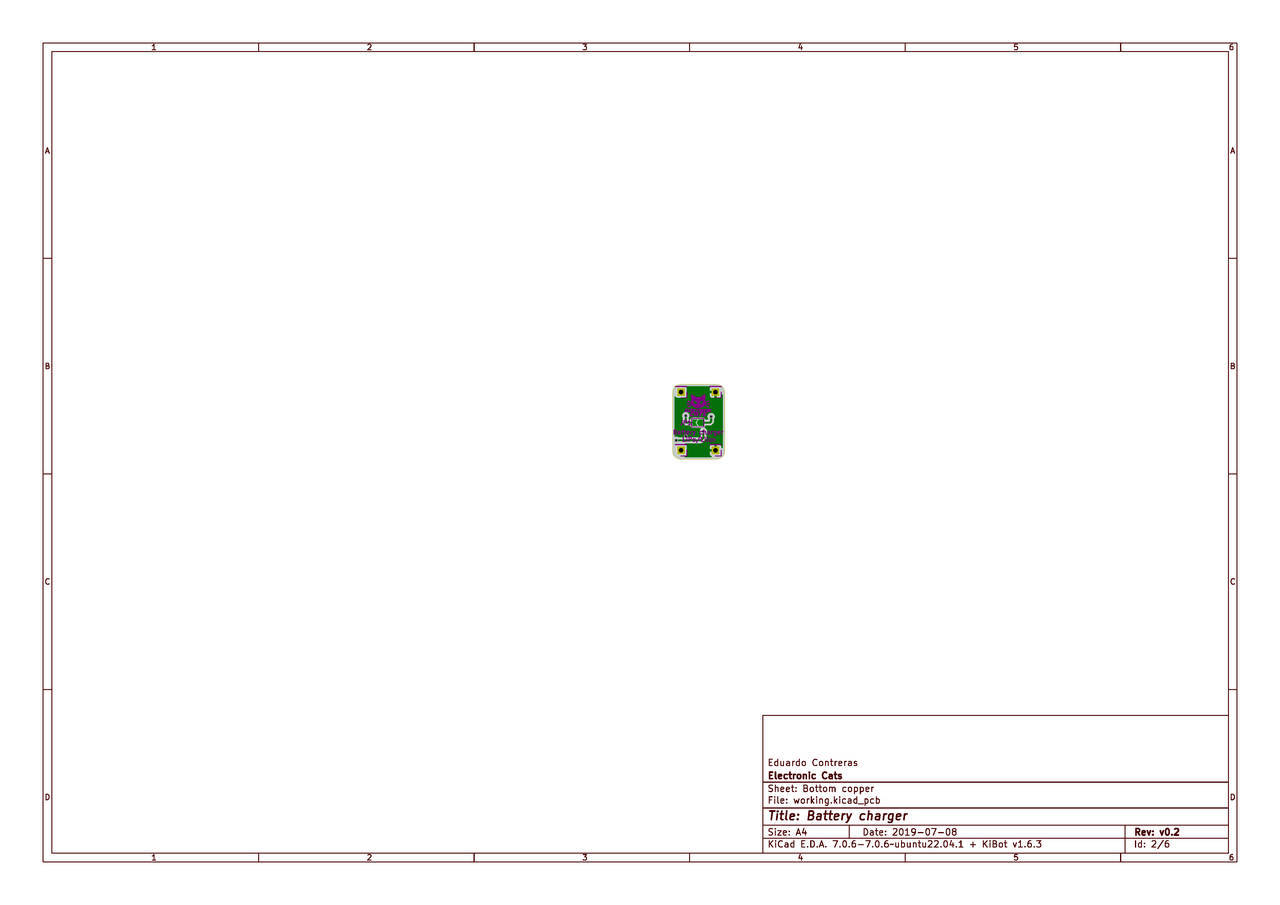 1 2 3 4 5 6
A A
B B
C C
D D
Eduardo Contreras
Electronic Cats
Sheet: Bottom copper
File: working.kicad_pcb
Title: Battery charger
Size: A4 Date: 2019-07-08 Rev: v0.2
KiCad E.D.A. 7.0.6-7.0.6~ubuntu22.04.1 + KiBot v1.6.3 Id: 2/6
1 2 3 4 5 6